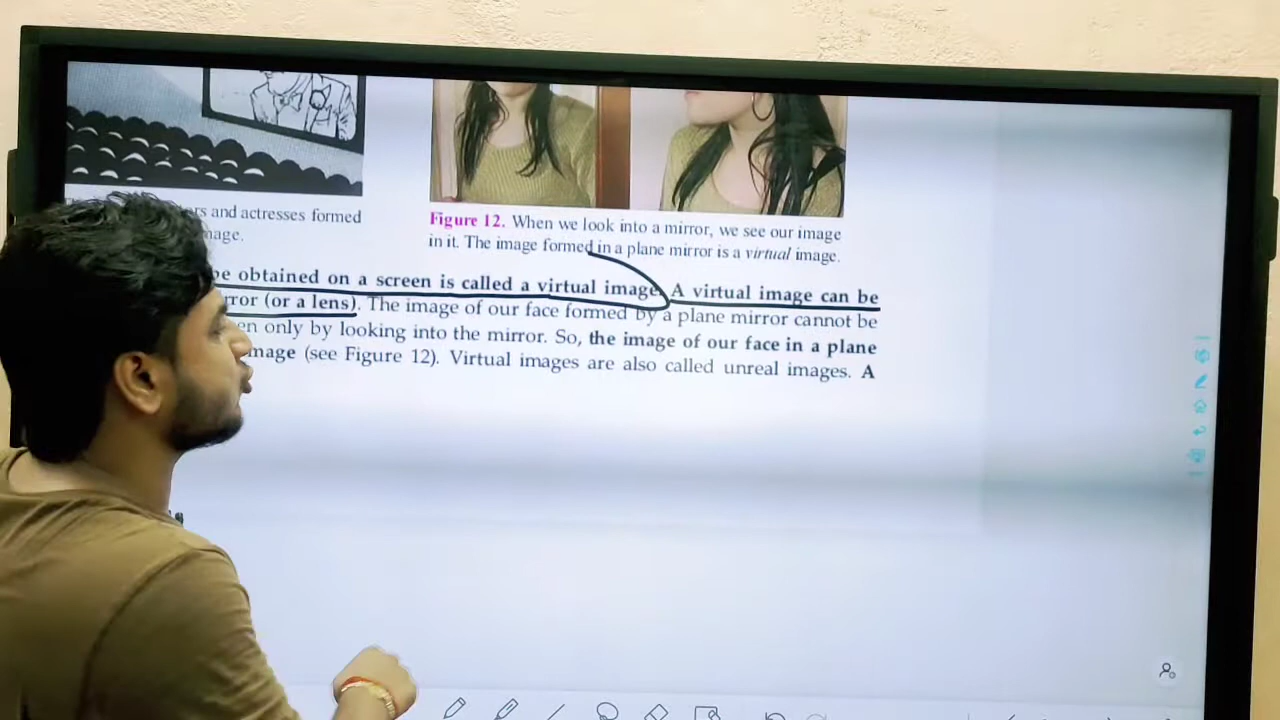 rs and actresses formed
Figure 12. When we look into a mirror, we see our image
in it. The image formed in a plane mirror is a virtual image.
be obtained on a screen is called a virtual image. A virtual image can be
(or a lens). The image of our face formed by a plane mirror cannot be
en only by looking into the mirror. So, the image of our face in a plane
(see Figure 12). Virtual images are also called unreal images. A